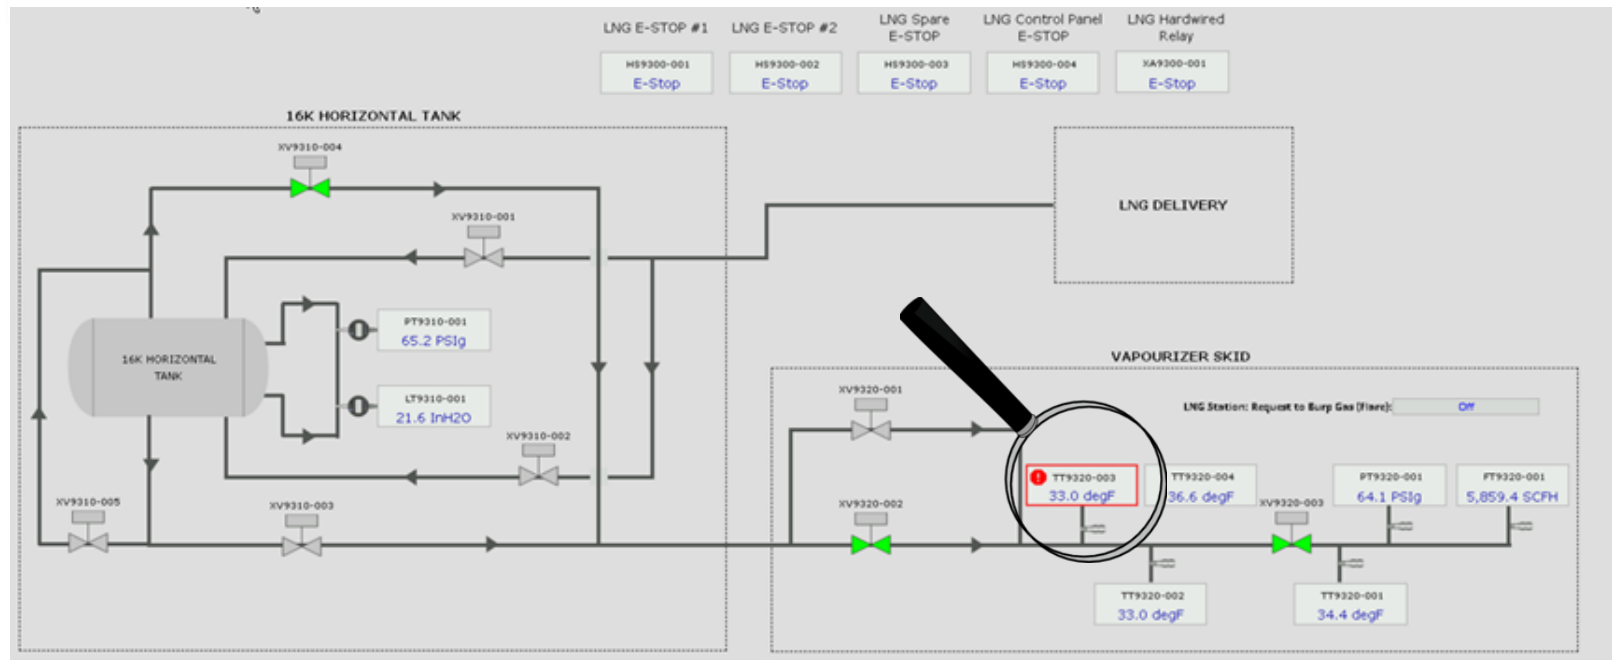 LNG E-STOP #1
LNG E-STOP #2
LNG Spare
E-STOP
LNG Control Panel
E-STOP
LNG Hardwired
Relay
HS9300-001
E-Stop
HS9300-002
E-Stop
HS9300-003
E-Stop
HS9300-004
E-Stop
XA9300-001
E-Stop
16K HORIZONTAL TANK
XV9310-004
XV9310-001
LNG DELIVERY
PT9310-001
65.2 PSIg
16K HORIZONTAL
TANK
LT9310-001
21.6 InH2O
XV9310-002
XV9310-005
XV9310-003
VAPOURIZER SKID
XV9320-001
LNG Station: Request to Burp Gas (Flare):
Off
XV9320-002
TT9320-003
33.0 degF
TT9320-004
36.6 degF
XV9320-003
PT9320-001
64.1 PSIg
FT9320-001
5,859.4 SCFH
TT9320-002
33.0 degF
TT9320-001
34.4 degF